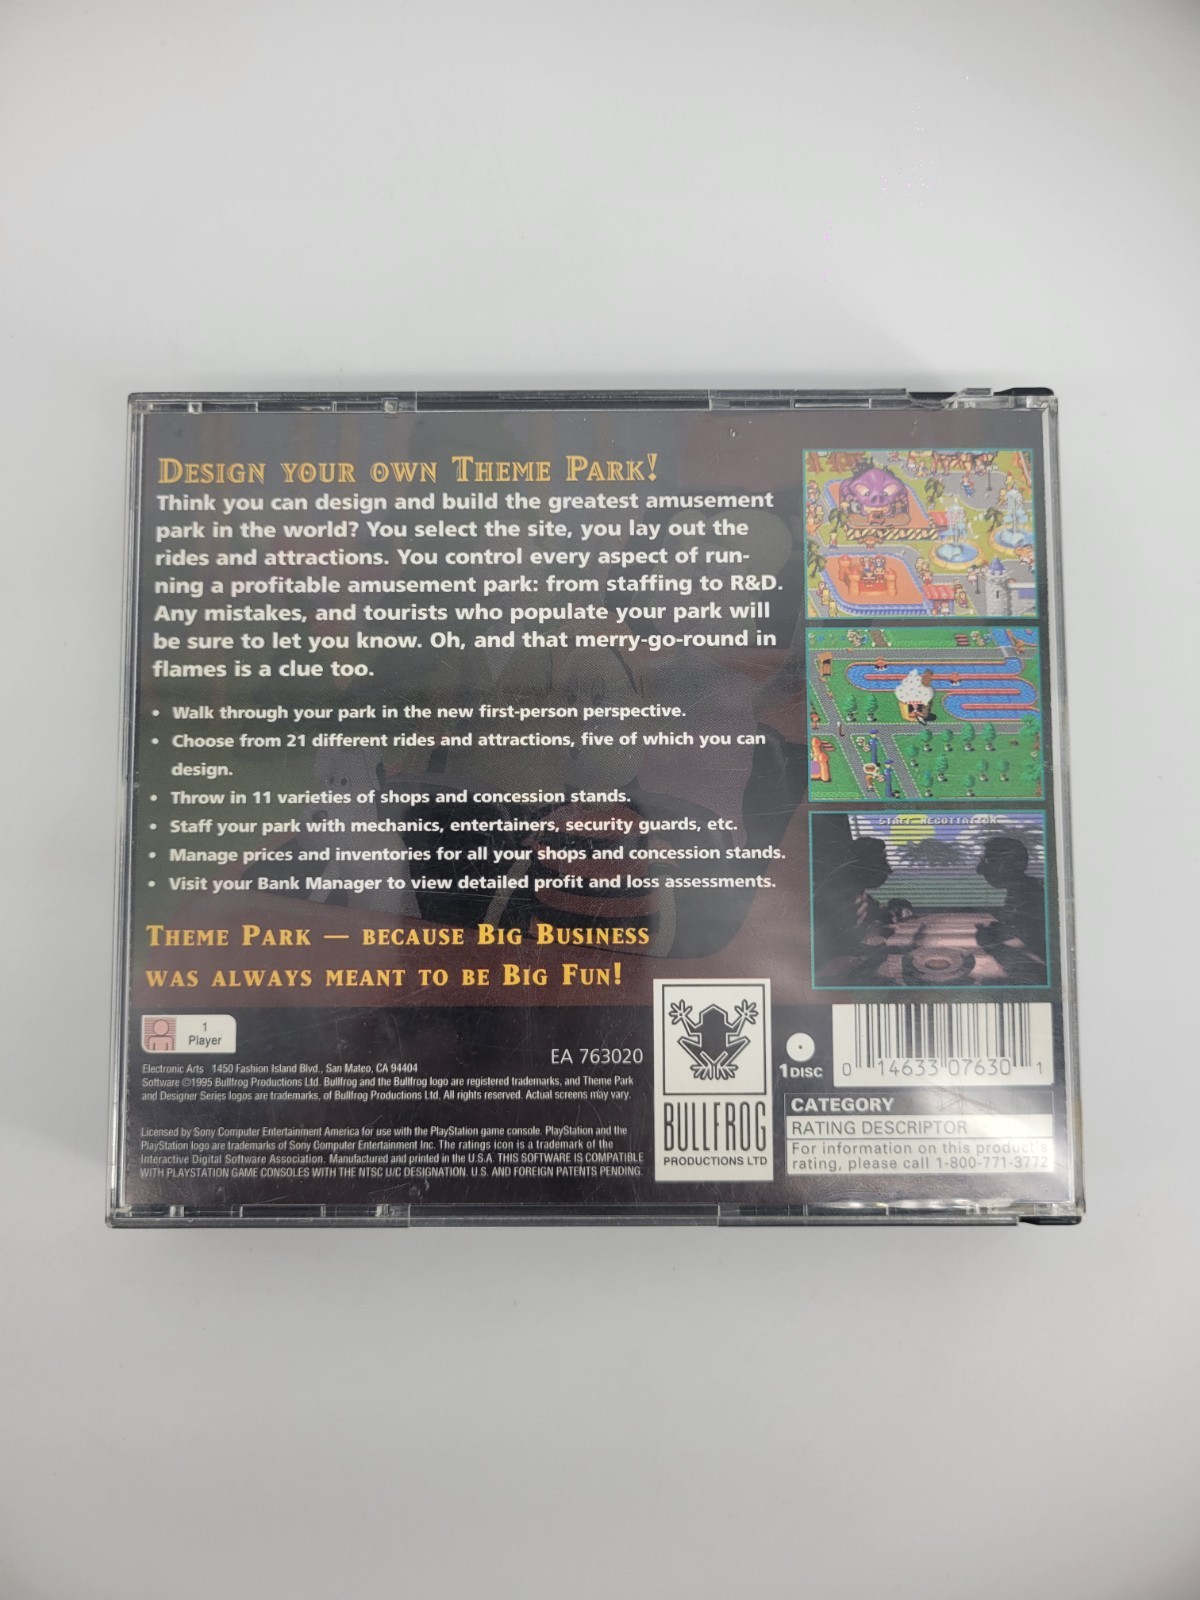 DESIGN YOUR OWN THEME PARK!
Think you can design and build the greatest amusement
park in the world? You select the site, you lay out the
rides and attractions. You control every aspect of run-
ning a profitable amusement park: from staffing to R&D.
Any mistakes, and tourists who populate your park will
be sure to let you know. Oh, and that merry-go-round in
flames is a clue too.
• Walk through your park in the new first-person perspective.
• Choose from 21 different rides and attractions, five of which you can
design.
• Throw in 11 varieties of shops and concession stands.
• Staff your park with mechanics, entertainers, security guards, etc.
• Manage prices and inventories for all your shops and concession stands.
• Visit your Bank Manager to view detailed profit and loss assessments.
THEME PARK — BECAUSE BIG BUSINESS
WAS ALWAYS MEANT TO BE BIG FUN!
STAFF NEGOTIATION
1
Player
EA 763020
Electronic Arts 1450 Fashion Island Blvd., San Mateo, CA 94404
Software ©1995 Bullfrog Productions Ltd. Bullfrog and the Bullfrog logo are registered trademarks, and Theme Park
and Designer Series logos are trademarks, of Bullfrog Productions Ltd. All rights reserved. Actual screens may vary.
Licensed by Sony Computer Entertainment America for use with the PlayStation game console. PlayStation and the
PlayStation logo are trademarks of Sony Computer Entertainment Inc. The ratings icon is a trademark of the
Interactive Digital Software Association. Manufactured and printed in the U.S.A. THIS SOFTWARE IS COMPATIBLE
WITH PLAYSTATION GAME CONSOLES WITH THE NTSC U/C DESIGNATION. U.S. AND FOREIGN PATENTS PENDING.
BULLFROG
PRODUCTIONS LTD
1 DISC
0 14633 07630 1
CATEGORY
RATING DESCRIPTOR
For information on this product's
rating, please call 1-800-771-3772